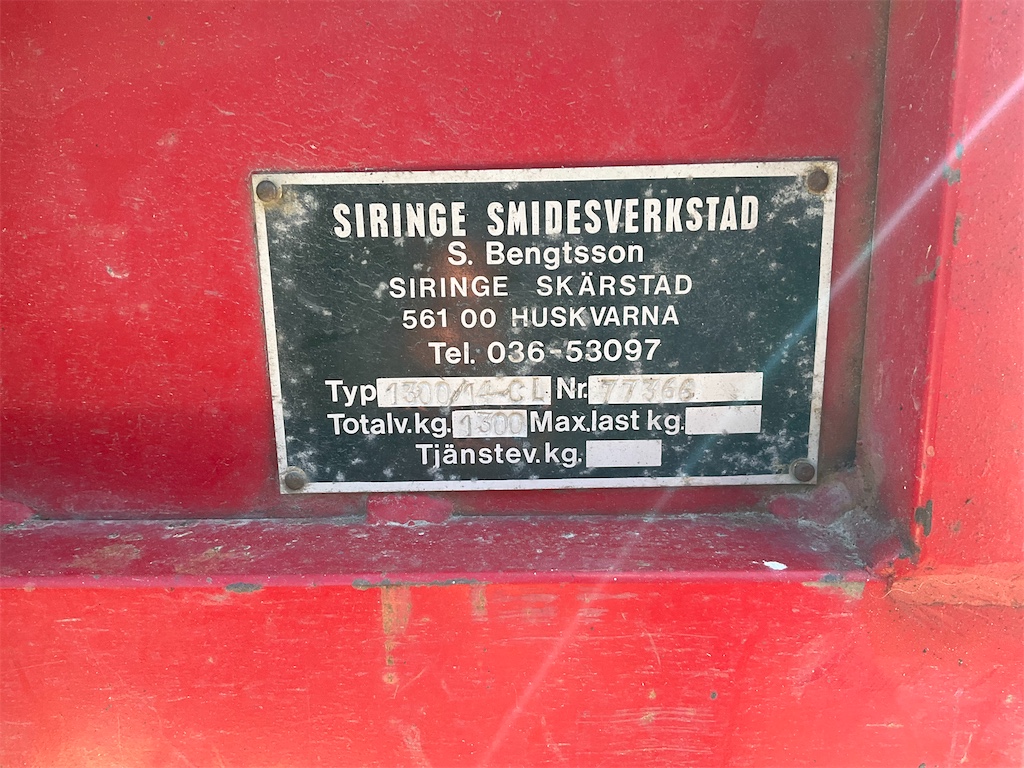 SIRINGE SMIDESVERKSTAD
S. Bengtsson
SIRINGE SKÄRSTAD
561 00 HUSKVARNA
Tel. 036-53097
Typ 1300/14-CL Nr. 77366
Totalv.kg. 1300 Max.last kg.
Tjänstev.kg.